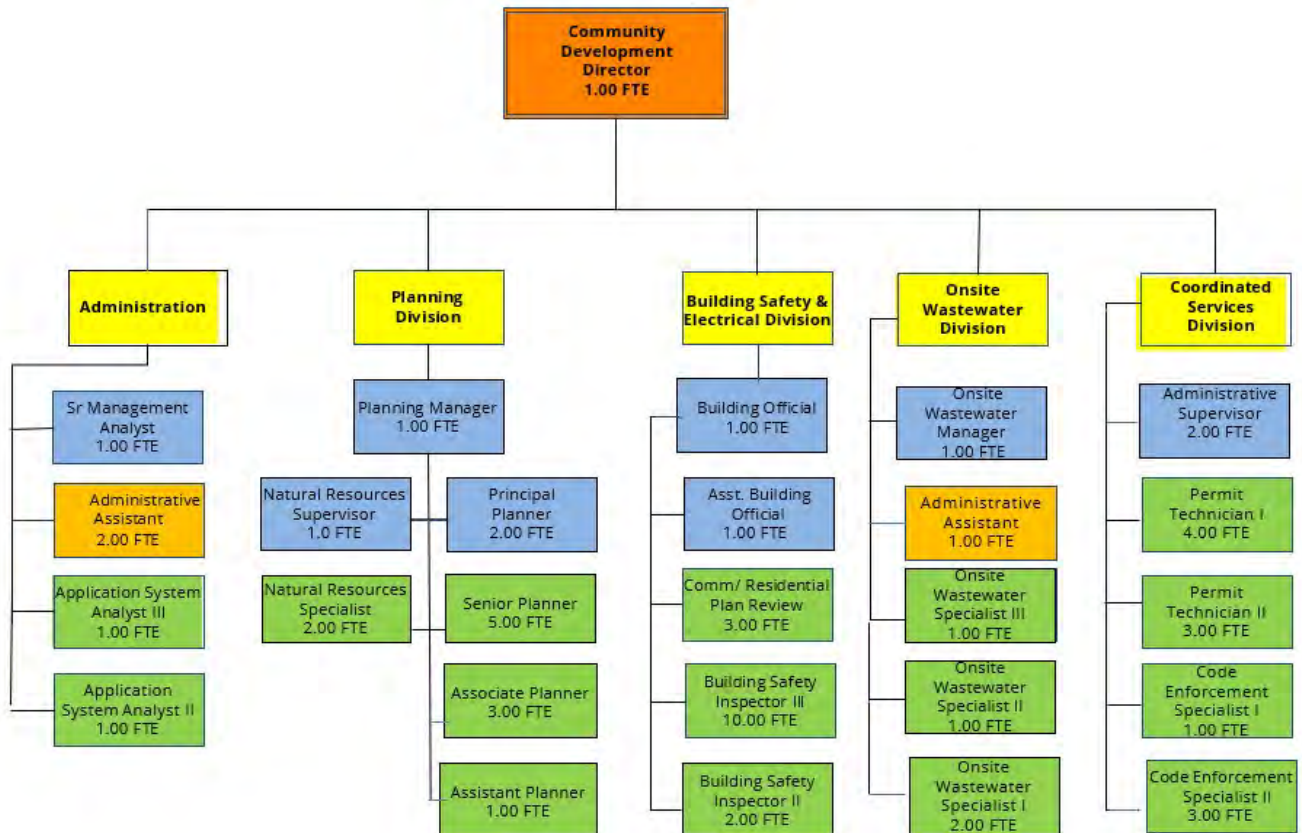 Community
Development
Director
1.00 FTE
Administration
Planning
Division
Building Safety &
Electrical Division
Onsite
Wastewater
Division
Coordinated
Services
Division
Sr Management
Analyst
1.00 FTE
Administrative
Assistant
2.00 FTE
Application System
Analyst III
1.00 FTE
Application
System Analyst II
1.00 FTE
Planning Manager
1.00 FTE
Natural Resources
Supervisor
1.0 FTE
Principal
Planner
2.00 FTE
Natural Resources
Specialist
2.00 FTE
Senior Planner
5.00 FTE
Associate Planner
3.00 FTE
Assistant Planner
1.00 FTE
Building Official
1.00 FTE
Asst. Building
Official
1.00 FTE
Comm/ Residential
Plan Review
3.00 FTE
Building Safety
Inspector III
10.00 FTE
Building Safety
Inspector II
2.00 FTE
Onsite
Wastewater
Manager
1.00 FTE
Administrative
Assistant
1.00 FTE
Onsite
Wastewater
Specialist III
1.00 FTE
Onsite
Wastewater
Specialist II
1.00 FTE
Onsite
Wastewater
Specialist I
2.00 FTE
Administrative
Supervisor
2.00 FTE
Permit
Technician I
4.00 FTE
Permit
Technician II
3.00 FTE
Code
Enforcement
Specialist I
1.00 FTE
Code Enforcement
Specialist II
3.00 FTE